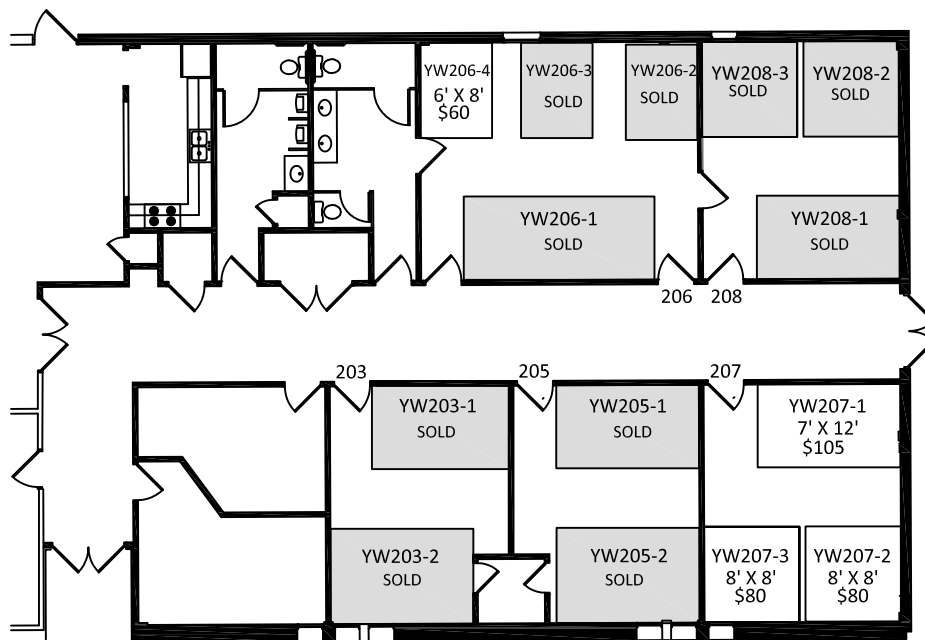 YW206-4
6' X 8'
$60
YW206-3
SOLD
YW206-2
SOLD
YW208-3
SOLD
YW208-2
SOLD
YW206-1
SOLD
YW208-1
SOLD
206
208
203
205
207
YW203-1
SOLD
YW205-1
SOLD
YW207-1
7' X 12'
$105
YW203-2
SOLD
YW205-2
SOLD
YW207-3
8' X 8'
$80
YW207-2
8' X 8'
$80